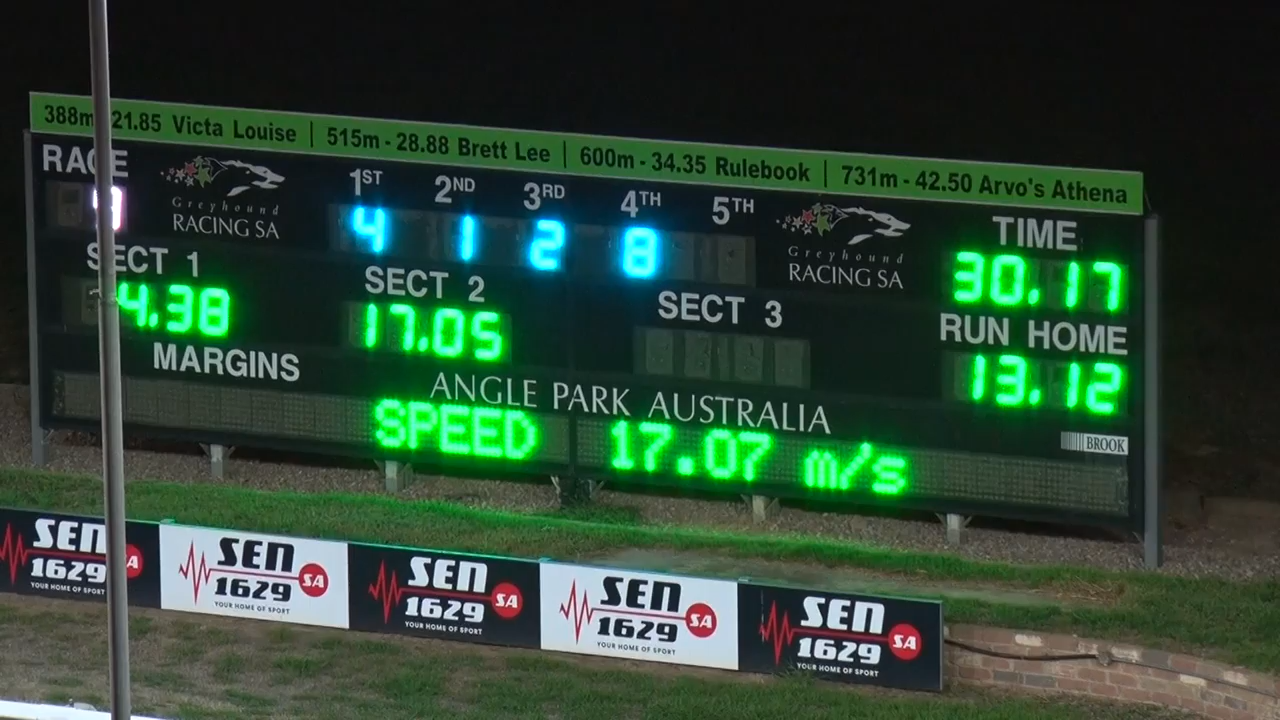 388m 21.85 Victa Louise | 515m - 28.88 Brett Lee | 600m - 34.35 Rulebook | 731m - 42.50 Arvo's Athena
RACE
Greyhound
RACING SA
1ST 2ND 3RD 4TH 5TH
4 1 2 8
Greyhound
RACING SA
TIME
30.17
SECT 1
4.38
SECT 2
17.05
SECT 3
RUN HOME
13.12
MARGINS
ANGLE PARK AUSTRALIA
SPEED 17.07 m/s
BROOK
SEN
1629 SA
YOUR HOME OF SPORT
SEN
1629 SA
YOUR HOME OF SPORT
SEN
1629 SA
YOUR HOME OF SPORT
SEN
1629 SA
YOUR HOME OF SPORT
SEN
1629 SA
YOUR HOME OF SPORT